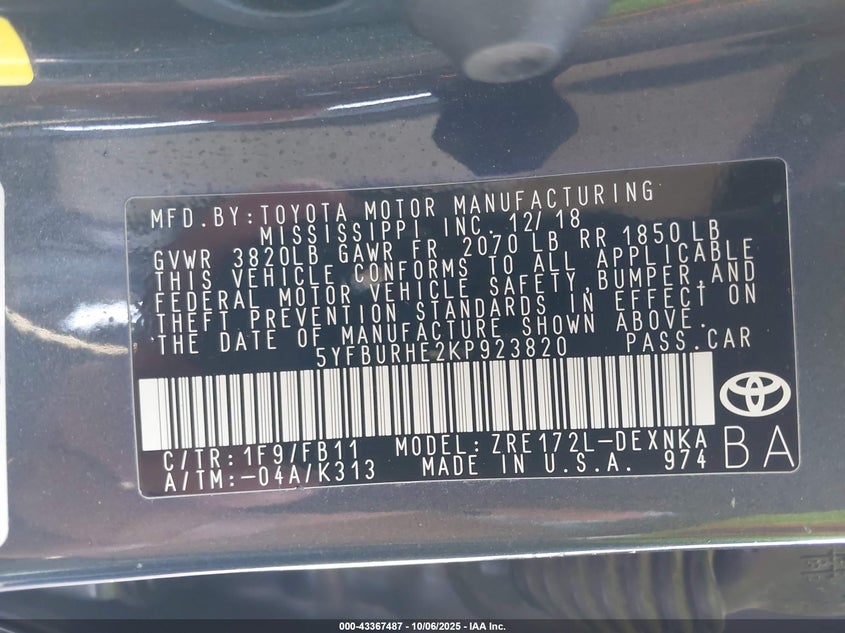 MFD. BY: TOYOTA MOTOR MANUFACTURING
MISSISSIPPI INC. 12/18
GVWR 3820LB GAWR FR 2070 LB RR 1850 LB
THIS VEHICLE CONFORMS TO ALL APPLICABLE
FEDERAL MOTOR VEHICLE SAFETY, BUMPER, AND
THEFT PREVENTION STANDARDS IN EFFECT ON
THE DATE OF MANUFACTURE SHOWN ABOVE.
5YFBURHE2KP923820 PASS. CAR
C/TR: 1F9/FB11 MODEL: ZRE172L-DEXNKA
A/TM: -04A/K313 MADE IN U.S.A. 974
BA
000-43367487 - 10/06/2025 - IAA Inc.